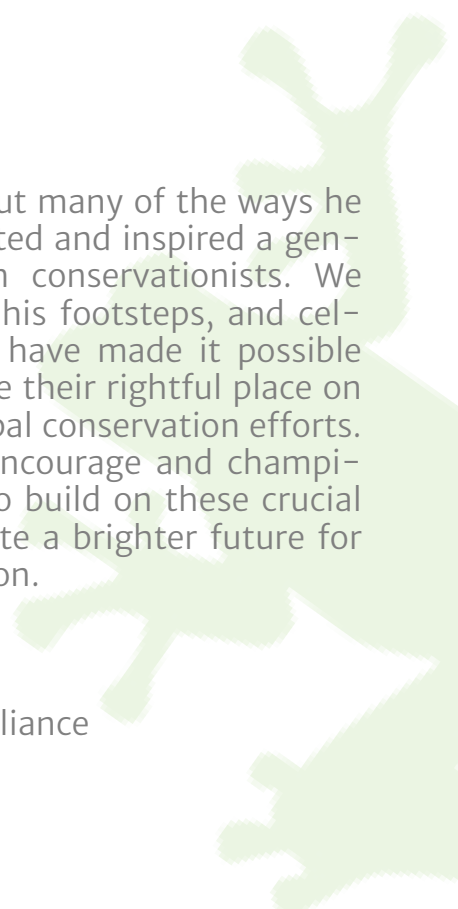 ut many of the ways he
ted and inspired a gen-
n conservationists. We
his footsteps, and cel-
have made it possible
e their rightful place on
bal conservation efforts.
ncourage and champi-
o build on these crucial
te a brighter future for
on.
liance